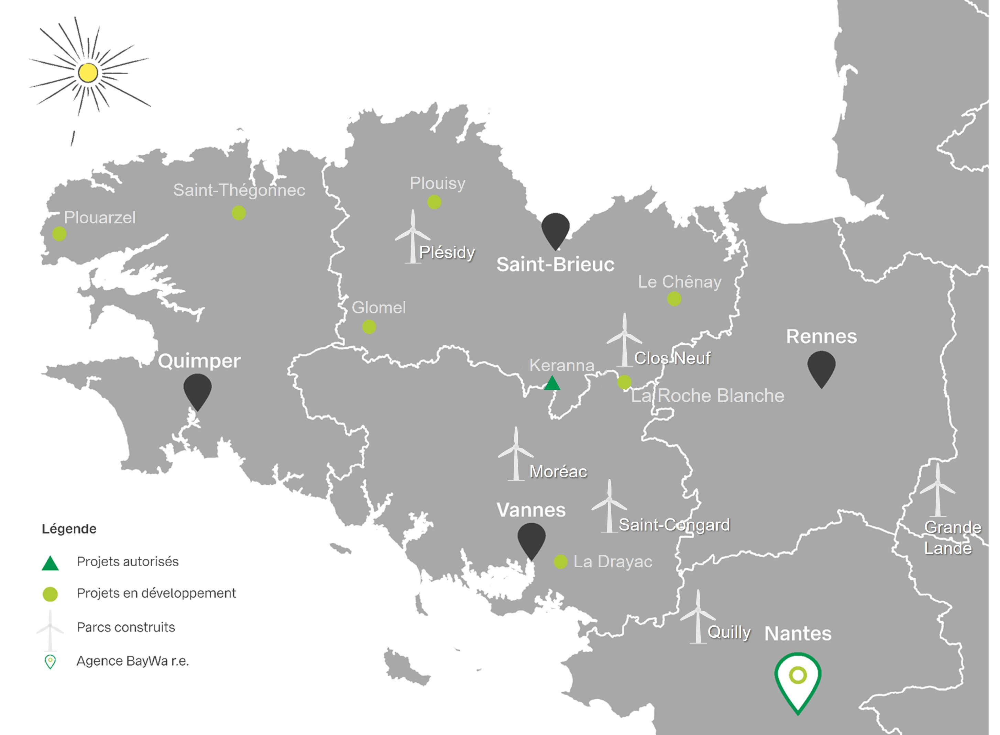 Plouisy
Saint-Thégonnec
Plouarzel
Plésidy
Saint-Brieuc
Le Chênay
Glomel
Rennes
Quimper
Clos Neuf
Keranna
La Roche Blanche
Moréac
Vannes
Saint-Congard
Grande
Lande
La Drayac
Quilly
Nantes
Légende
Projets autorisés
Projets en développement
Parcs construits
Agence BayWa r.e.